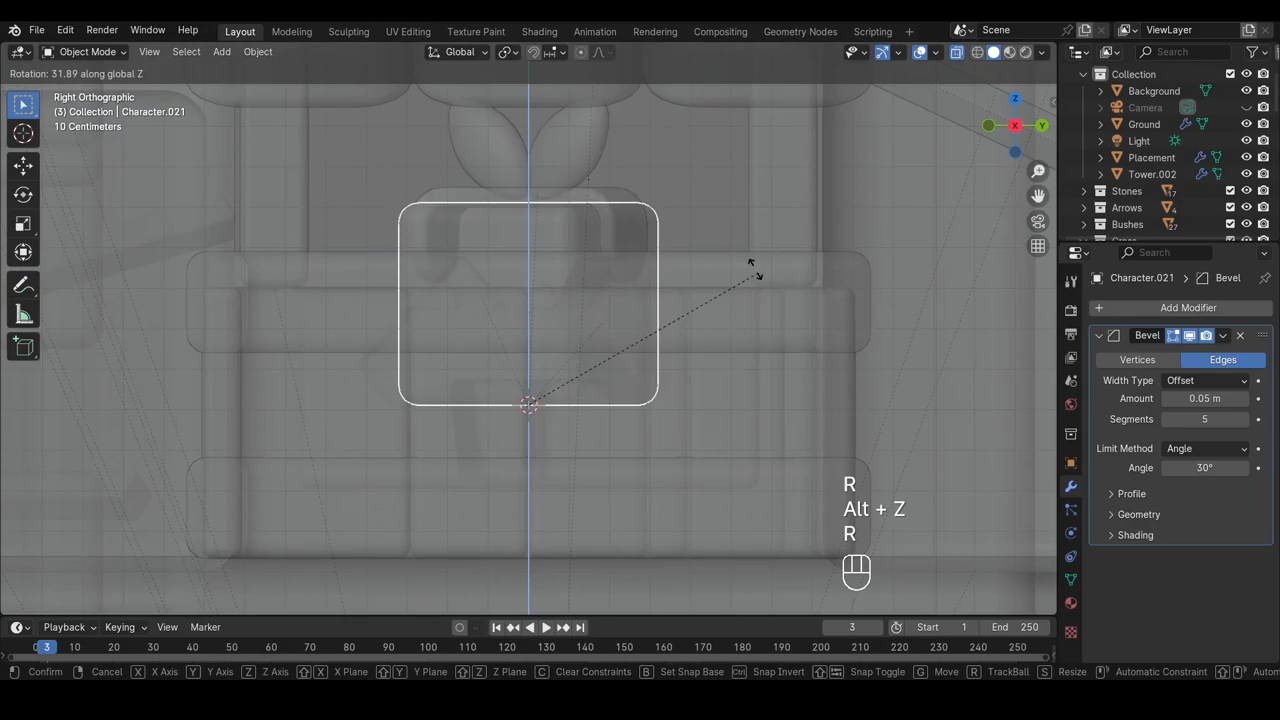 File Edit Render Window Help Layout Modeling Sculpting UV Editing Texture Paint Shading Animation Rendering Compositing Geometry Nodes Scripting + Scene ViewLayer
Object Mode View Select Add Object Global Search
Rotation: 31.89 along global Z
Right Orthographic
(3) Collection | Character.021
10 Centimeters
Z
X
Y
Collection
Background
Camera
Ground
Light
Placement
Tower.002
Stones 17
Arrows 4
Bushes 27
Search
Character.021 > Bevel
+ Add Modifier
Bevel
Vertices Edges
Width Type Offset
Amount 0.05 m
Segments 5
Limit Method Angle
Angle 30°
Profile
Geometry
Shading
R
Alt + Z
R
Playback Keying View Marker 3 Start 1 End 250
3 10 20 30 40 50 60 70 80 90 100 110 120 130 140 150 160 170 180 190 200 210 220 230 240 250
Confirm X X Axis Y Y Axis Z Z Axis X X Plane Y Y Plane Z Z Plane C Clear Constraints B Set Snap Base Ctrl Snap Invert Snap Toggle G Move R TrackBall S Resize Automatic Constraint